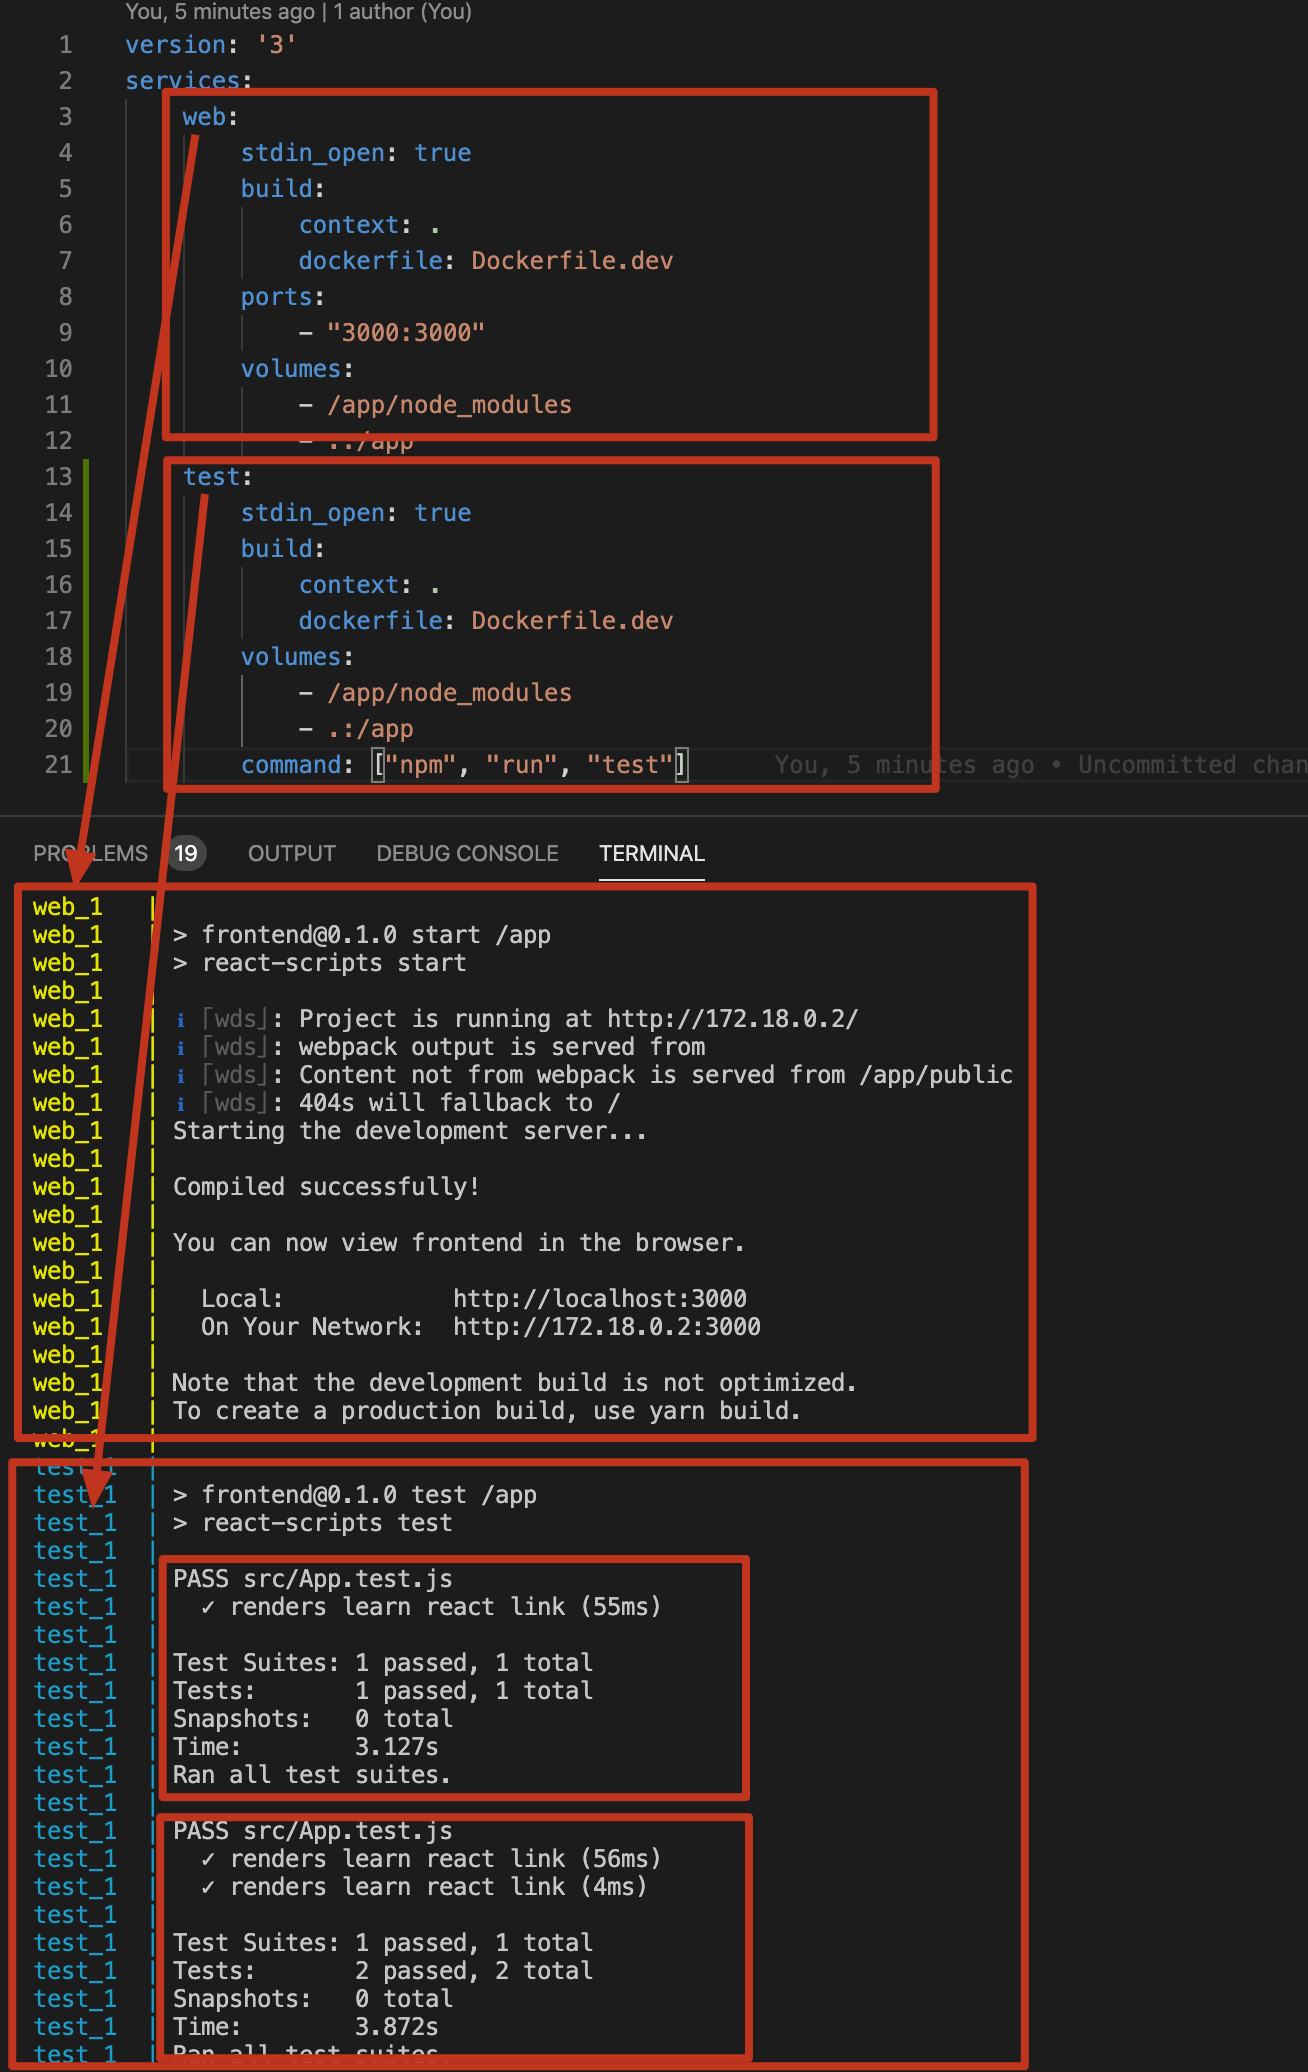 You, 5 minutes ago | 1 author (You)
1 version: '3'
2 services:
3 web:
4 stdin_open: true
5 build:
6 context: .
7 dockerfile: Dockerfile.dev
8 ports:
9 - "3000:3000"
10 volumes:
11 - /app/node_modules
12 - .:/app
13 test:
14 stdin_open: true
15 build:
16 context: .
17 dockerfile: Dockerfile.dev
18 volumes:
19 - /app/node_modules
20 - .:/app
21 command: ["npm", "run", "test"] You, 5 minutes ago • Uncommitted chan
PROBLEMS 19 OUTPUT DEBUG CONSOLE TERMINAL
web_1 |
web_1 | > frontend@0.1.0 start /app
web_1 | > react-scripts start
web_1 |
web_1 | ℹ ｢wds｣: Project is running at http://172.18.0.2/
web_1 | ℹ ｢wds｣: webpack output is served from
web_1 | ℹ ｢wds｣: Content not from webpack is served from /app/public
web_1 | ℹ ｢wds｣: 404s will fallback to /
web_1 | Starting the development server...
web_1 |
web_1 | Compiled successfully!
web_1 |
web_1 | You can now view frontend in the browser.
web_1 |
web_1 | Local: http://localhost:3000
web_1 | On Your Network: http://172.18.0.2:3000
web_1 |
web_1 | Note that the development build is not optimized.
web_1 | To create a production build, use yarn build.
web_1 |
test_1 |
test_1 | > frontend@0.1.0 test /app
test_1 | > react-scripts test
test_1 |
test_1 | PASS src/App.test.js
test_1 | ✓ renders learn react link (55ms)
test_1 |
test_1 | Test Suites: 1 passed, 1 total
test_1 | Tests: 1 passed, 1 total
test_1 | Snapshots: 0 total
test_1 | Time: 3.127s
test_1 | Ran all test suites.
test_1 |
test_1 | PASS src/App.test.js
test_1 | ✓ renders learn react link (56ms)
test_1 | ✓ renders learn react link (4ms)
test_1 |
test_1 | Test Suites: 1 passed, 1 total
test_1 | Tests: 2 passed, 2 total
test_1 | Snapshots: 0 total
test_1 | Time: 3.872s
test_1 | Ran all test suites.